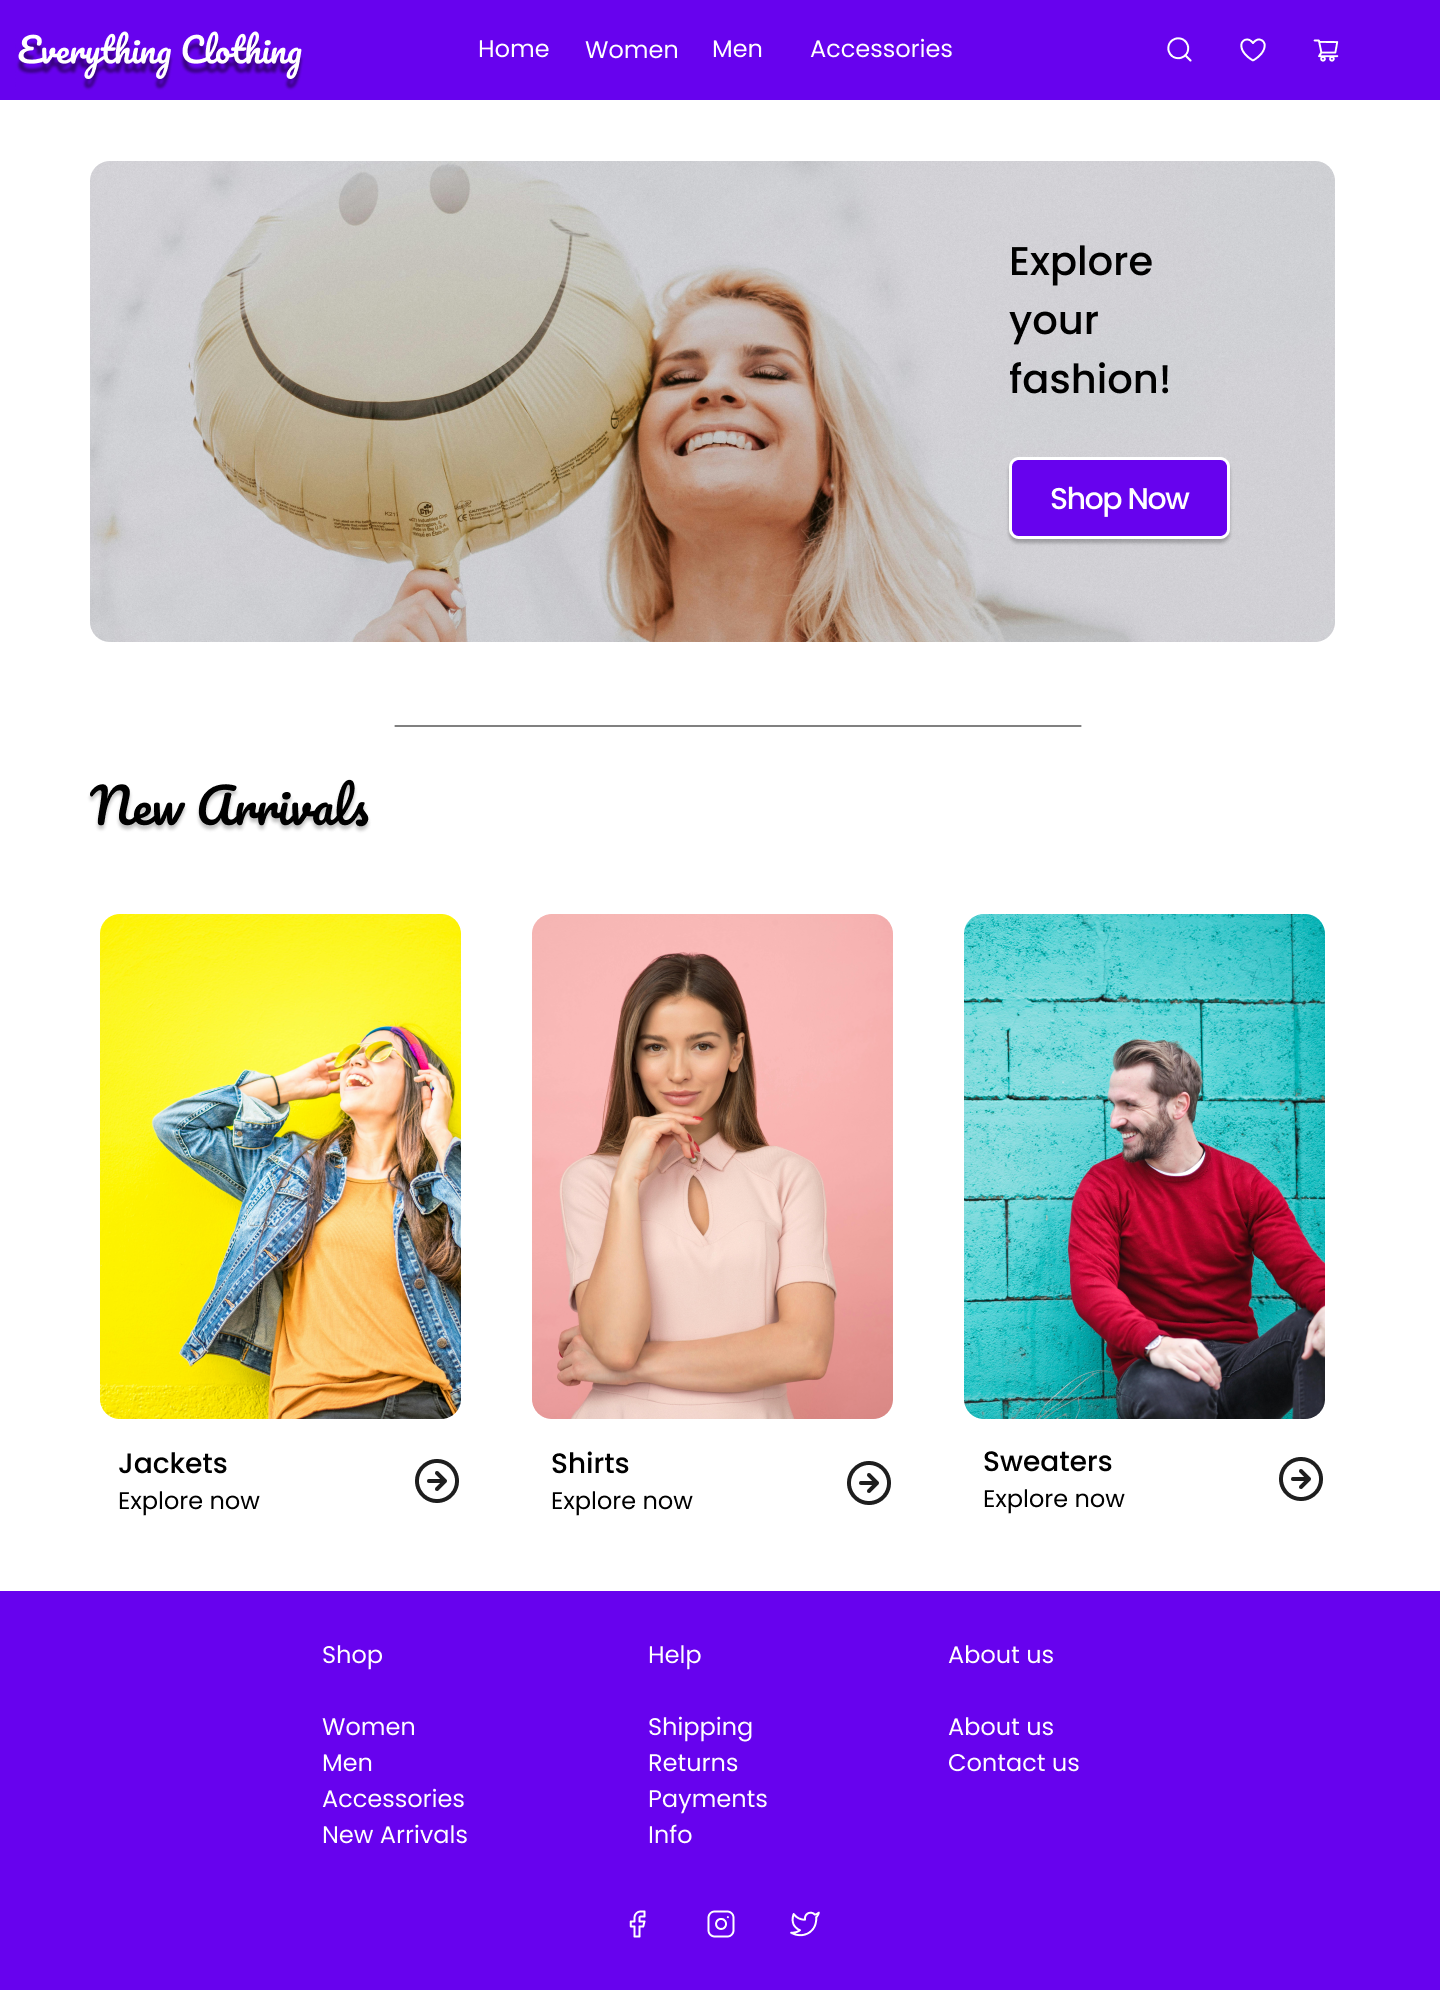 Everything Clothing
Home Women Men Accessories
Explore
your
fashion!
Shop Now
New Arrivals
Jackets
Explore now
Shirts
Explore now
Sweaters
Explore now
Shop
Women
Men
Accessories
New Arrivals
Help
Shipping
Returns
Payments
Info
About us
About us
Contact us